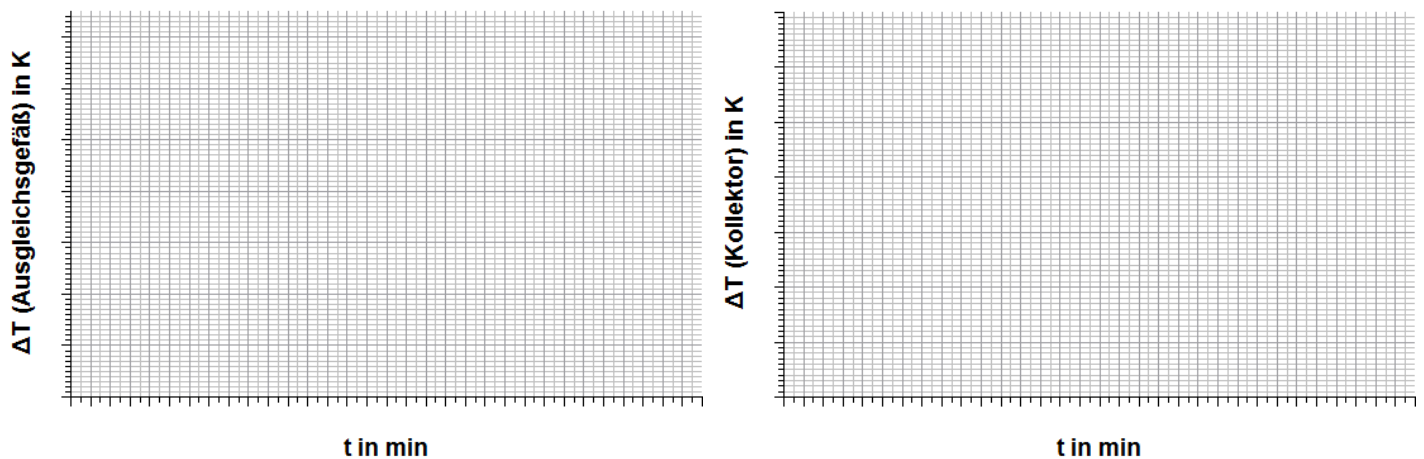 ΔT (Ausgleichsgefäß) in K
t in min
ΔT (Kollektor) in K
t in min